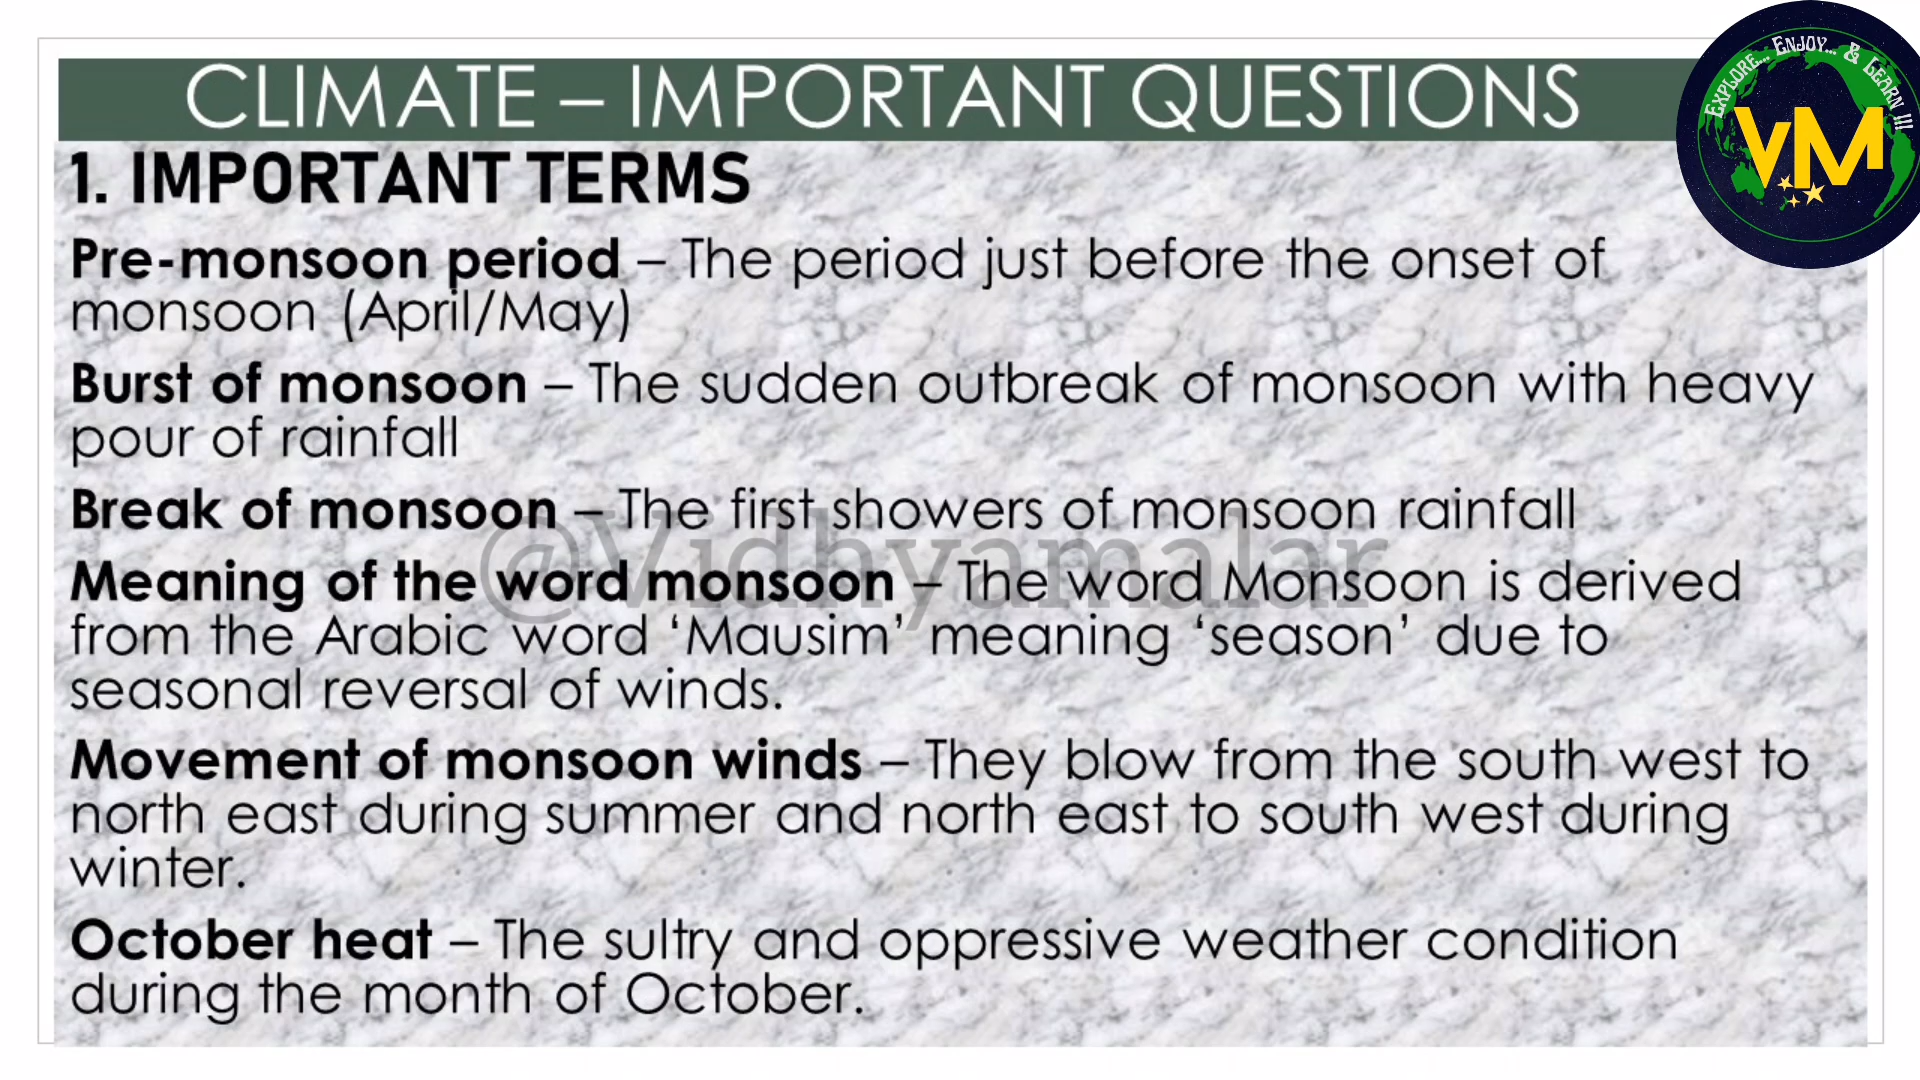 CLIMATE – IMPORTANT QUESTIONS
EXPLORE... ENJOY... & LEARN !!!
VM
1. IMPORTANT TERMS
Pre-monsoon period – The period just before the onset of
monsoon (April/May)
Burst of monsoon – The sudden outbreak of monsoon with heavy
pour of rainfall
Break of monsoon – The first showers of monsoon rainfall
@Vidhyamalar
Meaning of the word monsoon – The word Monsoon is derived
from the Arabic word ‘Mausim’ meaning ‘season’ due to
seasonal reversal of winds.
Movement of monsoon winds – They blow from the south west to
north east during summer and north east to south west during
winter.
October heat – The sultry and oppressive weather condition
during the month of October.